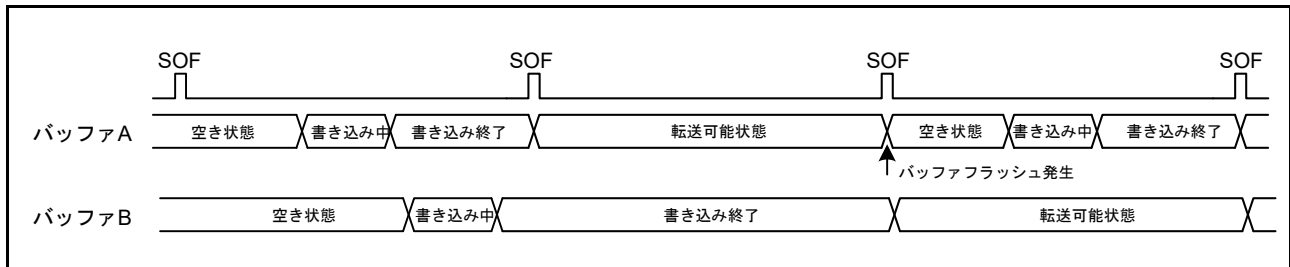 SOF SOF SOF SOF
バッファA 空き状態 書き込み中 書き込み終了 転送可能状態 空き状態 書き込み中 書き込み終了
バッファフラッシュ発生
バッファB 空き状態 書き込み中 書き込み終了 転送可能状態